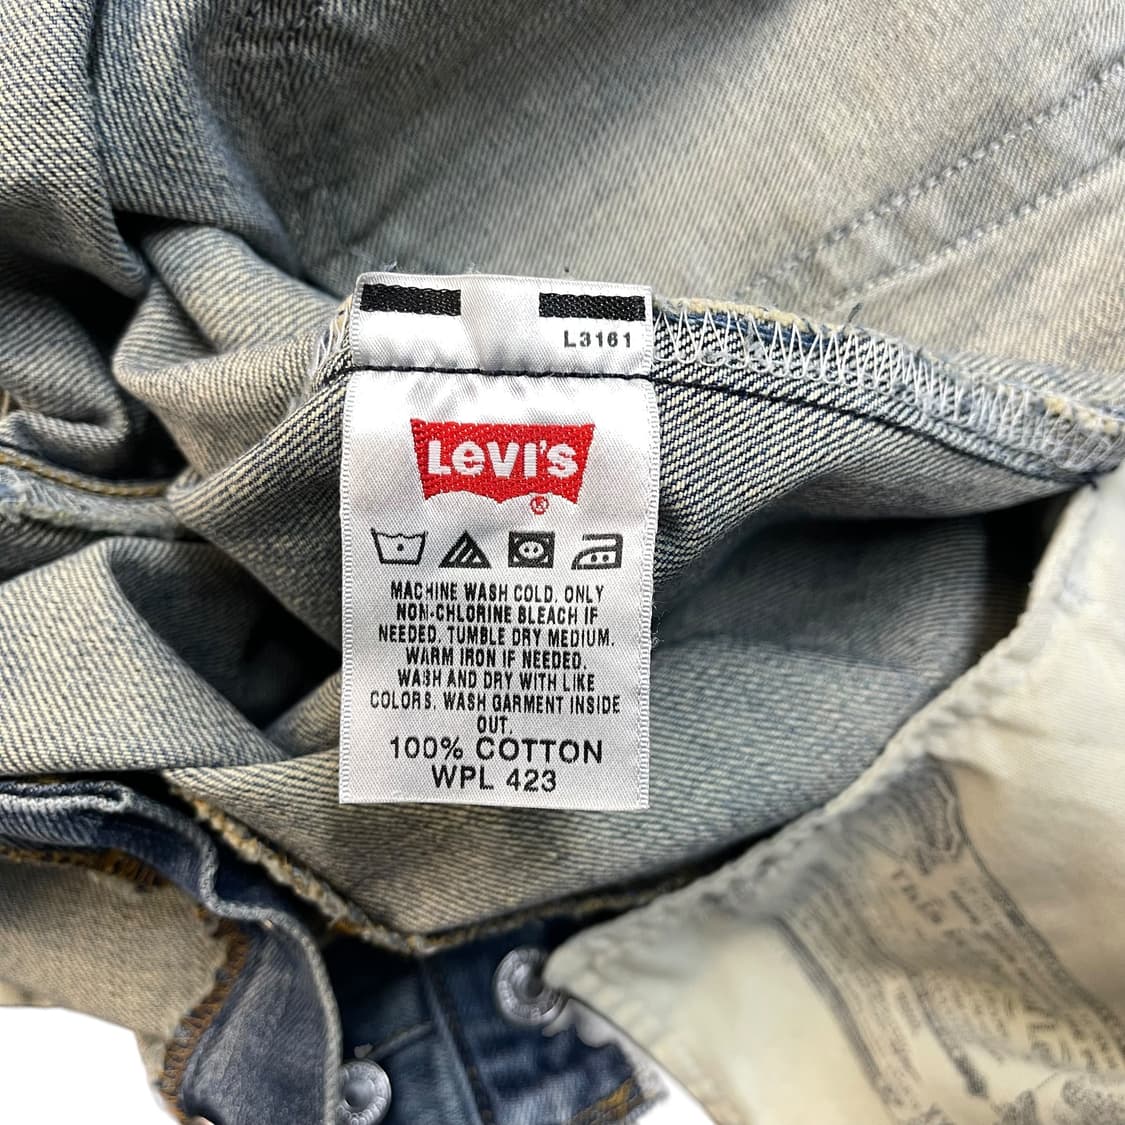 L3161
LEVI'S
®
MACHINE WASH COLD. ONLY
NON-CHLORINE BLEACH IF
NEEDED. TUMBLE DRY MEDIUM.
WARM IRON IF NEEDED.
WASH AND DRY WITH LIKE
COLORS. WASH GARMENT INSIDE
OUT.
100% COTTON
WPL 423